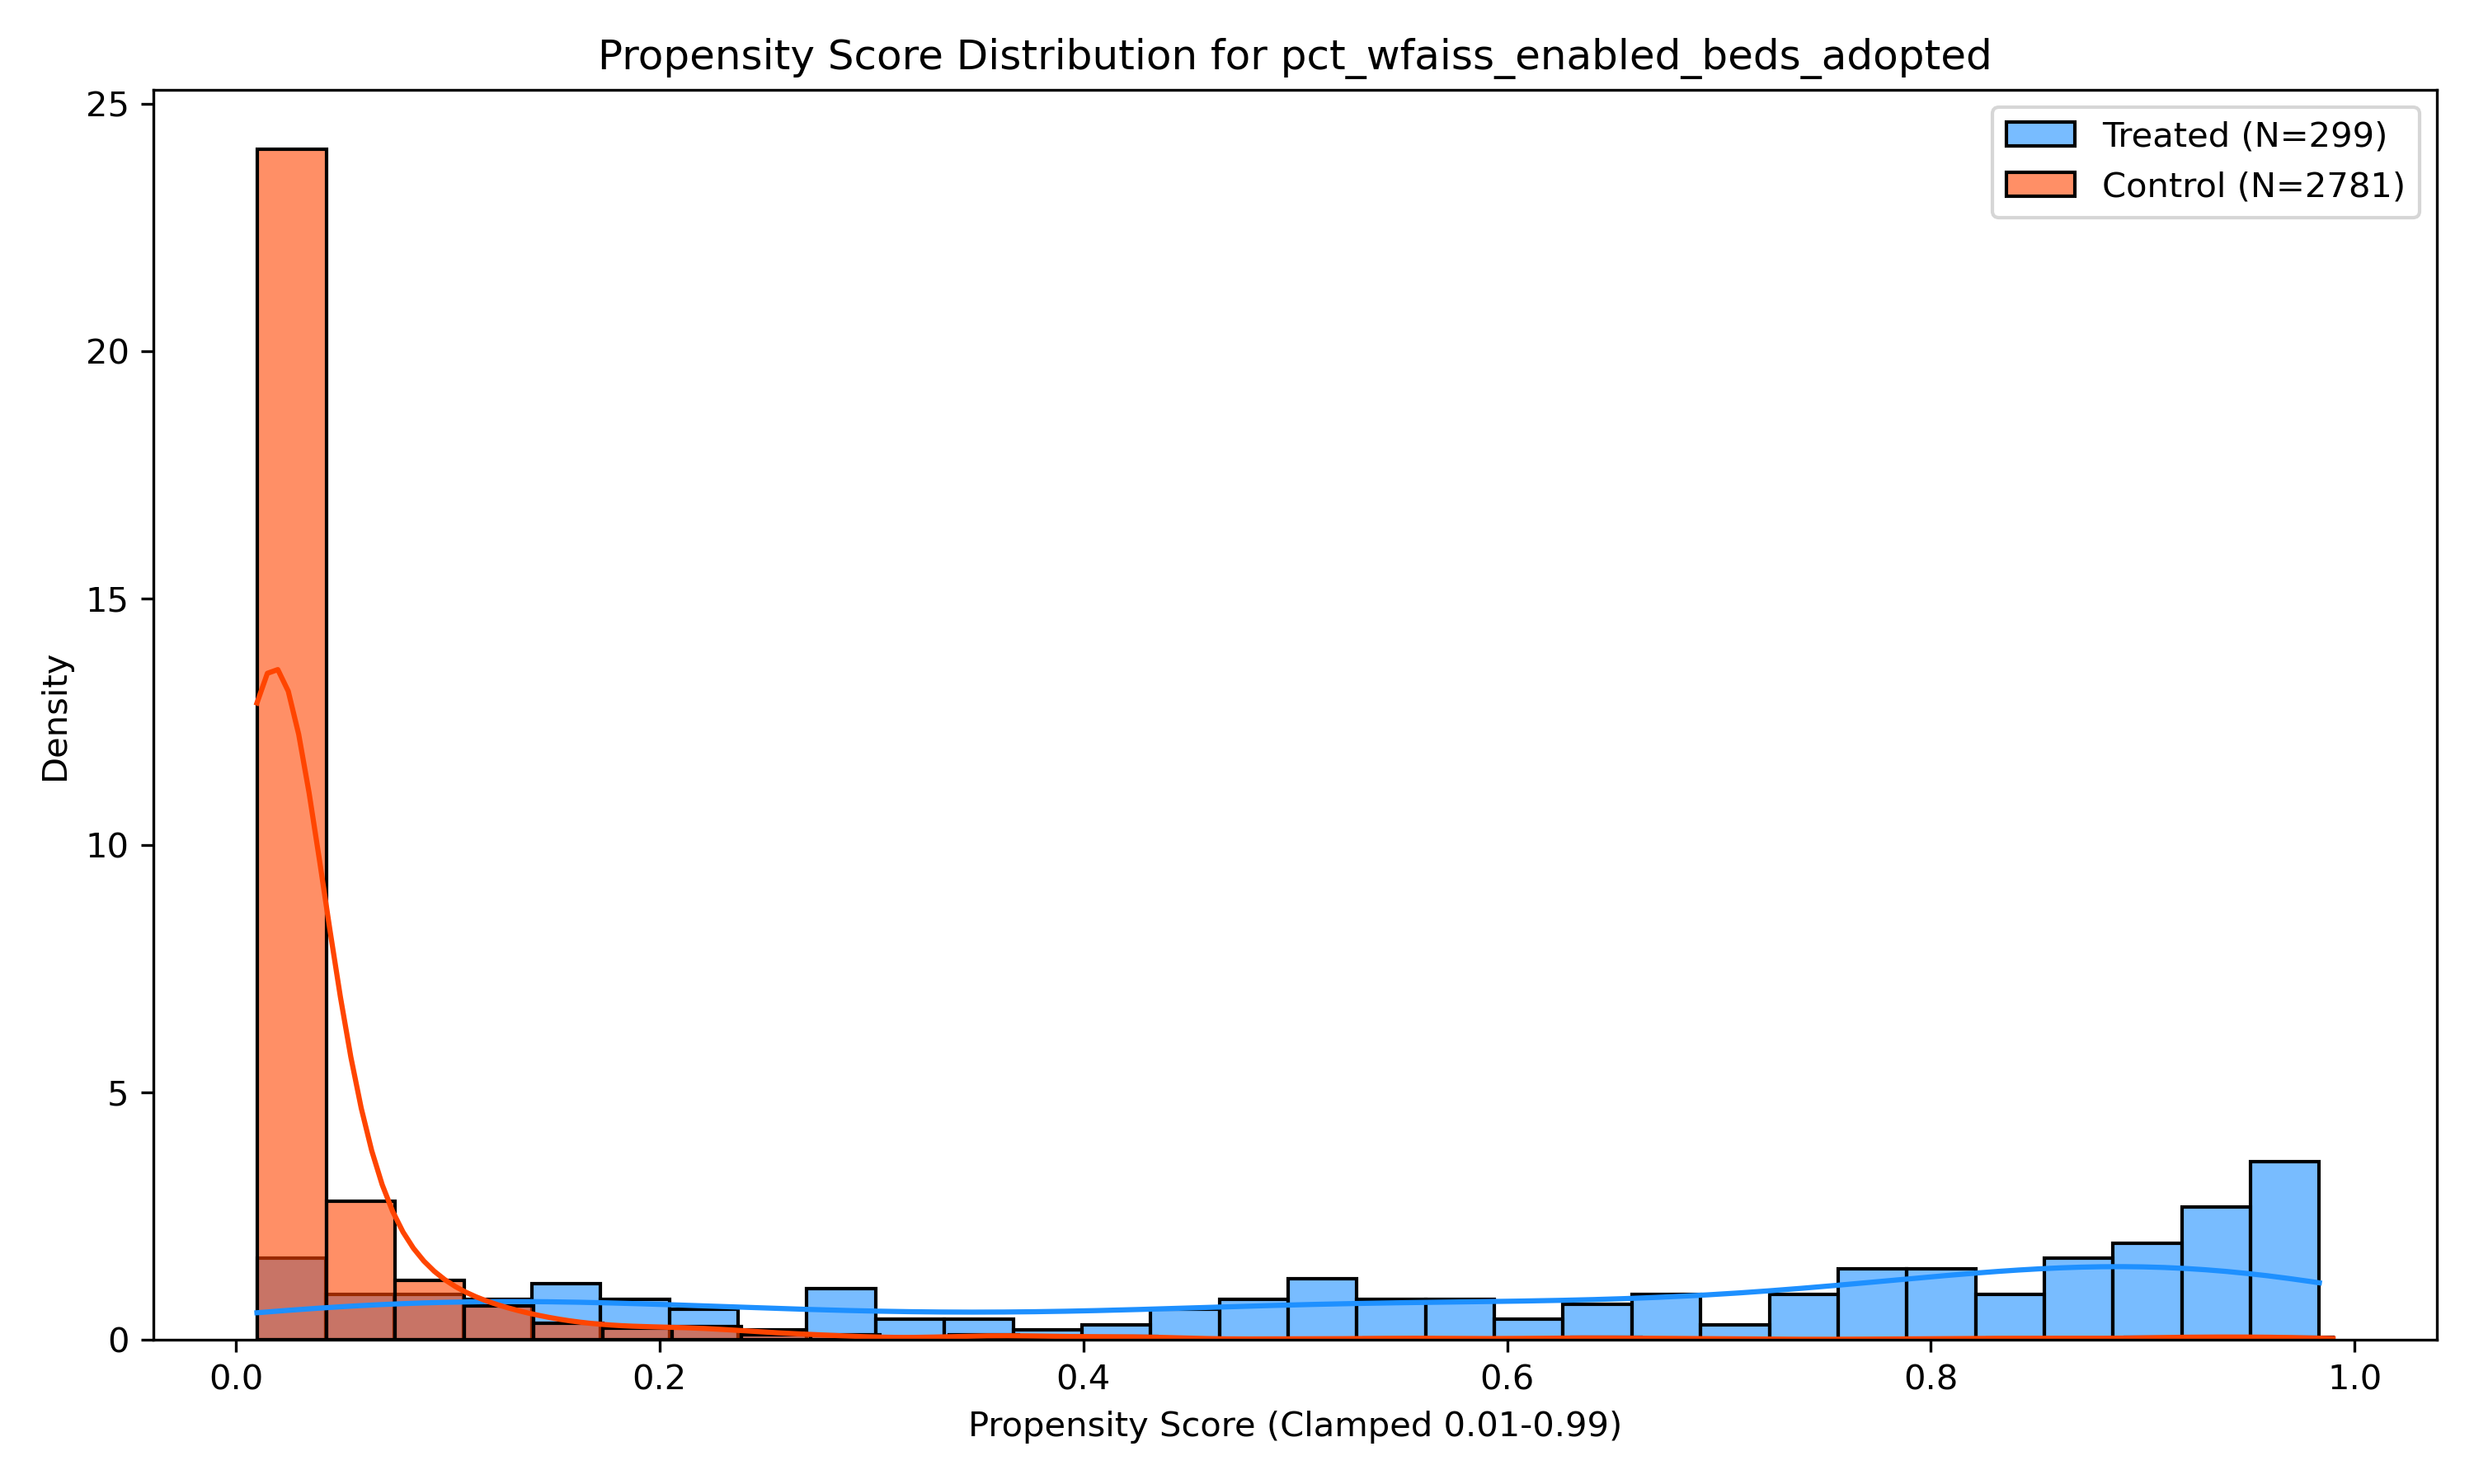 Propensity Score Distribution for pct_wfaiss_enabled_beds_adopted
Treated (N=299)
Control (N=2781)
Density
25
20
15
10
5
0
0.0 0.2 0.4 0.6 0.8 1.0
Propensity Score (Clamped 0.01-0.99)